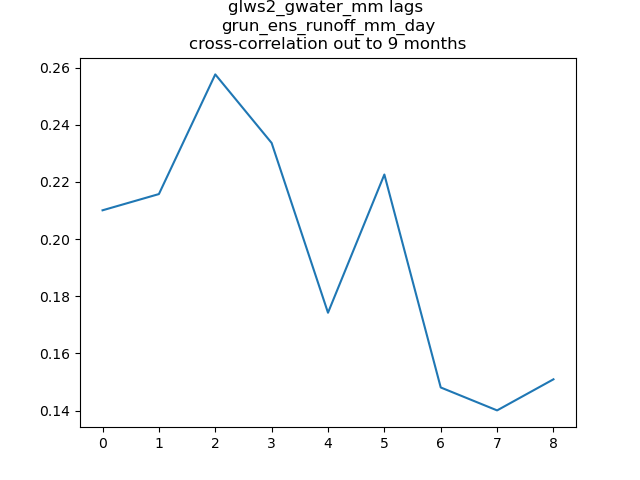 glws2_gwater_mm lags
grun_ens_runoff_mm_day
cross-correlation out to 9 months
0.26
0.24
0.22
0.20
0.18
0.16
0.14
0 1 2 3 4 5 6 7 8